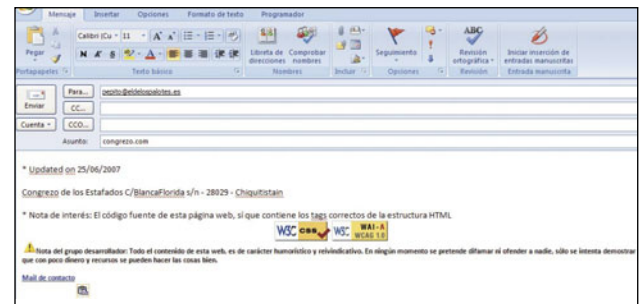 Mensaje Insertar Opciones Formato de texto Programador
Pegar
Portapapeles
Calibri (Cu 11
N K S
Texto básico
Libreta de direcciones
Comprobar nombres
Nombres
Incluir
Seguimiento
Opciones
ABC
Revisión ortográfica
Revisión
Iniciar inserción de entradas manuscritas
Entrada manuscrita
Enviar
Cuenta
Para... pepito@eldelospalotes.es
CC...
CCO...
Asunto: congrezo.com
* Updated on 25/06/2007
Congrezo de los Estafados C/BlancaFlorida s/n - 28029 - Chiquitistain
* Nota de interés: El código fuente de esta página web, sí que contiene los tags correctos de la estructura HTML
W3C css W3C WAI-A WCAG 1.0
Nota del grupo desarrollador: Todo el contenido de esta web, es de carácter humorístico y reivindicativo. En ningún momento se pretende difamar ni ofender a nadie, sólo se intenta demostrar
que con poco dinero y recursos se pueden hacer las cosas bien.
Mail de contacto